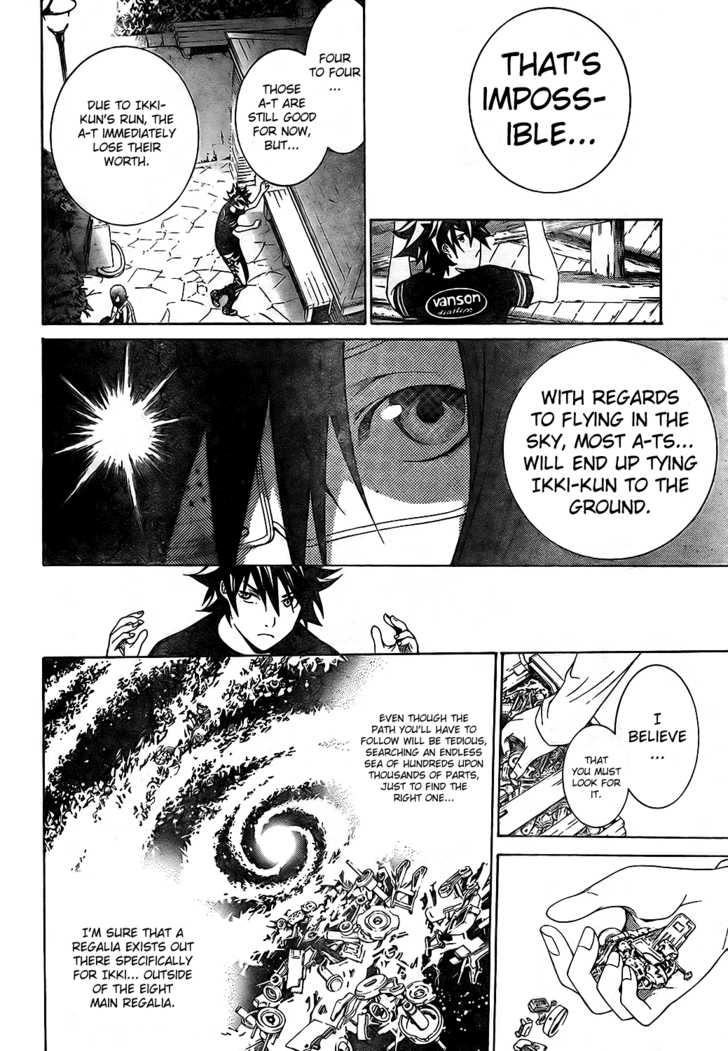 THAT'S
IMPOSS-
IBLE...
vanson
FOUR
TO FOUR
...
THOSE
A-T ARE
STILL GOOD
FOR NOW,
BUT...
DUE TO IKKI-
KUN'S RUN, THE
A-T IMMEDIATELY
LOSE THEIR
WORTH.
WITH REGARDS
TO FLYING IN THE
SKY, MOST A-TS...
WILL END UP TYING
IKKI-KUN TO THE
GROUND.
I
BELIEVE
...
THAT
YOU MUST
LOOK FOR
IT.
EVEN THOUGH THE
PATH YOU'LL HAVE TO
FOLLOW WILL BE TEDIOUS,
SEARCHING AN ENDLESS
SEA OF HUNDREDS UPON
THOUSANDS OF PARTS,
JUST TO FIND THE
RIGHT ONE...
I'M SURE THAT A
REGALIA EXISTS OUT
THERE SPECIFICALLY
FOR IKKI... OUTSIDE
OF THE EIGHT
MAIN REGALIA.